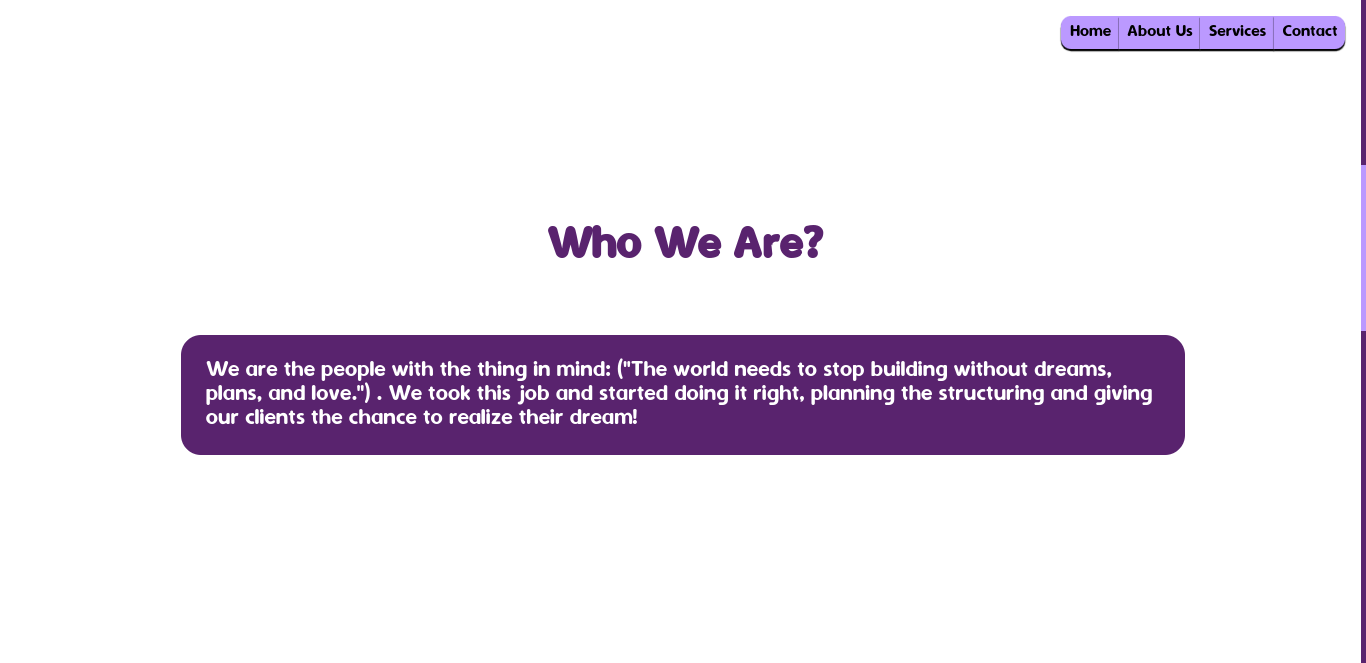 Home About Us Services Contact
Who We Are?
We are the people with the thing in mind: ("The world needs to stop building without dreams,
plans, and love.") . We took this job and started doing it right, planning the structuring and giving
our clients the chance to realize their dream!